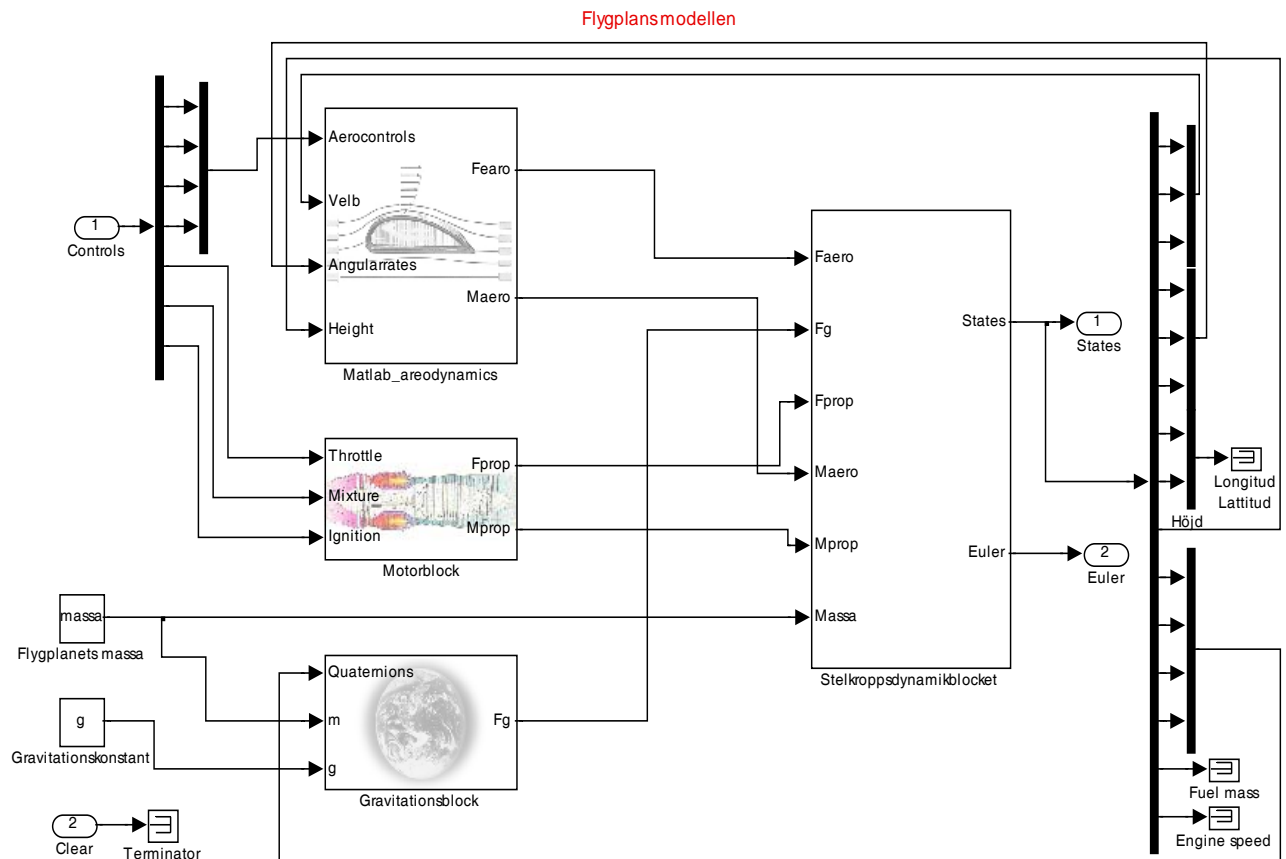 Flygplansmodellen
1
Controls
Aerocontrols
Velb
Angularrates
Height
Fearo
Maero
Matlab_areodynamics
Throttle
Mixture
Ignition
Fprop
Mprop
Motorblock
massa
Flygplanets massa
g
Gravitationskonstant
2
Clear
Terminator
Quaternions
m
g
Fg
Gravitationsblock
Faero
Fg
Fprop
Maero
Mprop
Massa
States
Euler
Stelkroppsdynamikblocket
1
States
2
Euler
Longitud
Lattitud
Höjd
Fuel mass
Engine speed